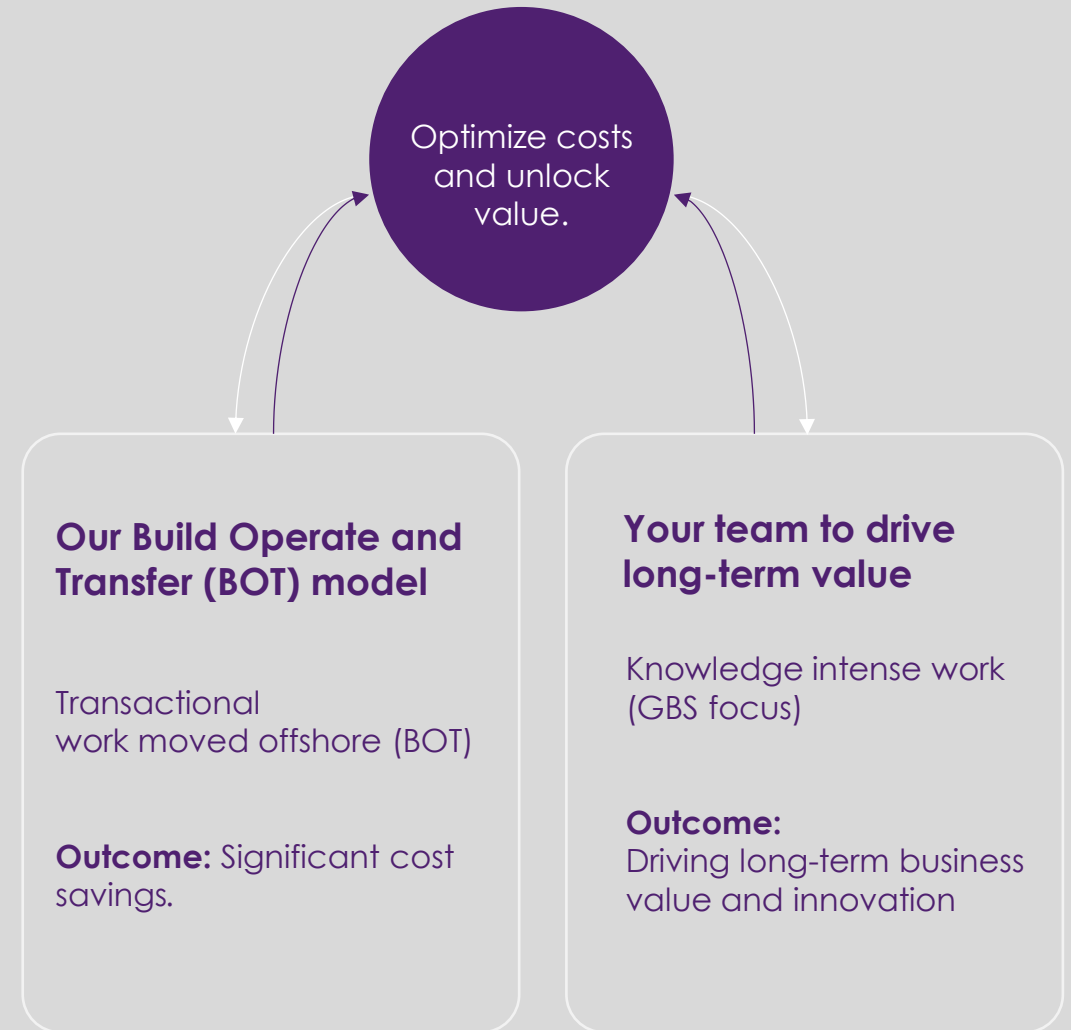 Optimize costs
and unlock
value.
Our Build Operate and
Transfer (BOT) model
Transactional
work moved offshore (BOT)
Outcome: Significant cost
savings.
Your team to drive
long-term value
Knowledge intense work
(GBS focus)
Outcome:
Driving long-term business
value and innovation